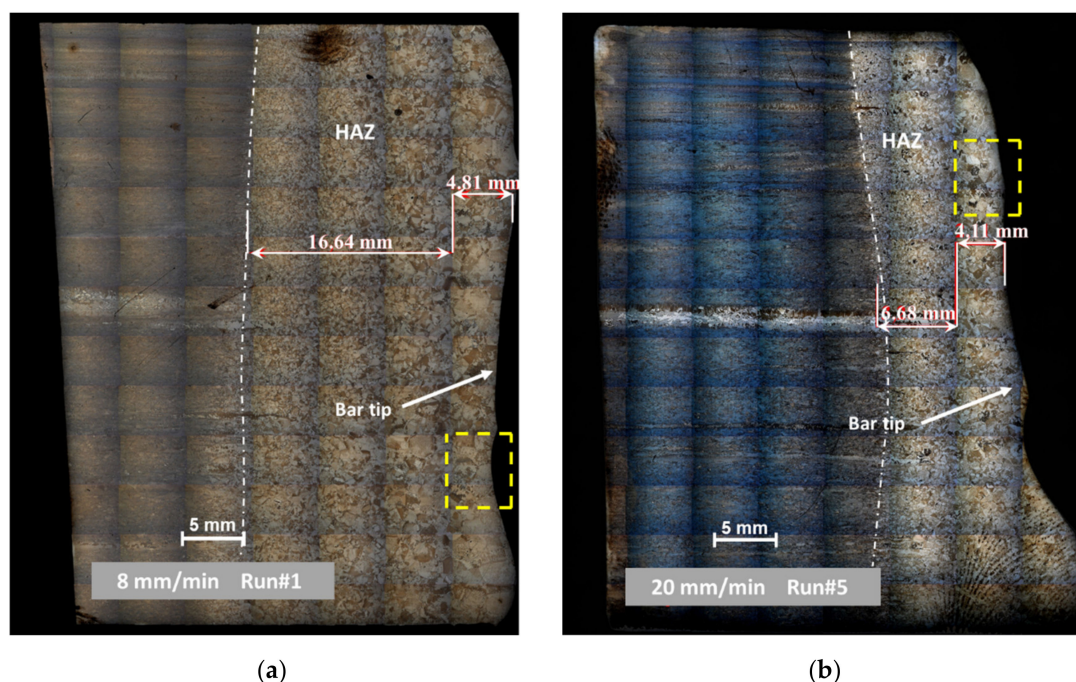 HAZ
4.81 mm
16.64 mm
Bar tip
5 mm
8 mm/min Run#1
(a)
HAZ
4.11 mm
6.68 mm
Bar tip
5 mm
20 mm/min Run#5
(b)